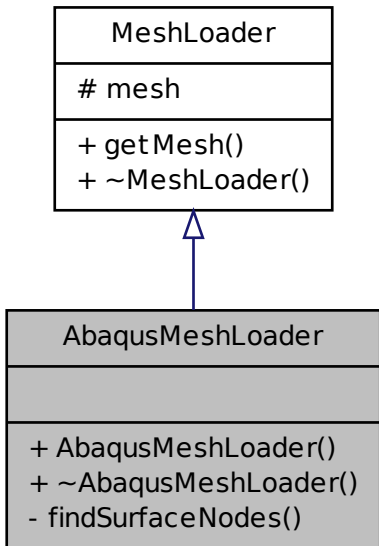 MeshLoader
# mesh
+ getMesh()
+ ~MeshLoader()
AbaqusMeshLoader
+ AbaqusMeshLoader()
+ ~AbaqusMeshLoader()
- findSurfaceNodes()